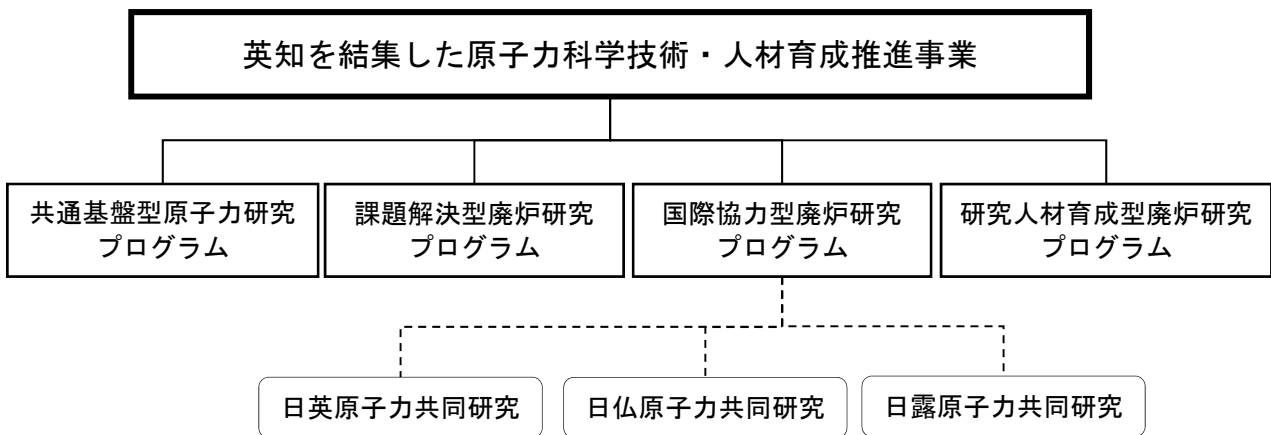 英知を結集した原子力科学技術・人材育成推進事業
共通基盤型原子力研究
プログラム
課題解決型廃炉研究
プログラム
国際協力型廃炉研究
プログラム
研究人材育成型廃炉研究
プログラム
日英原子力共同研究
日仏原子力共同研究
日露原子力共同研究